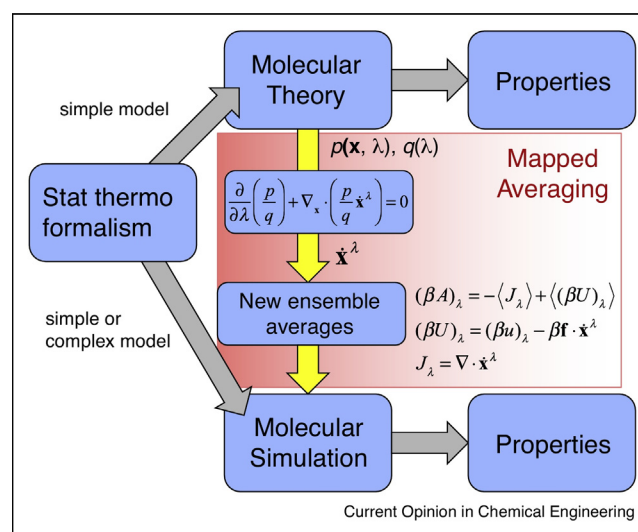 Molecular
Theory
Properties
simple model
p(x, λ), q(λ)
Mapped
Averaging
Stat thermo
formalism
∂/∂λ (p/q) + ∇ₓ · (p/q ẋ^λ) = 0
ẋ^λ
New ensemble
averages
(βA)_λ = −⟨J_λ⟩ + ⟨(βU)_λ⟩
(βU)_λ = (βu)_λ − βf · ẋ^λ
J_λ = ∇ · ẋ^λ
simple or
complex model
Molecular
Simulation
Properties
Current Opinion in Chemical Engineering